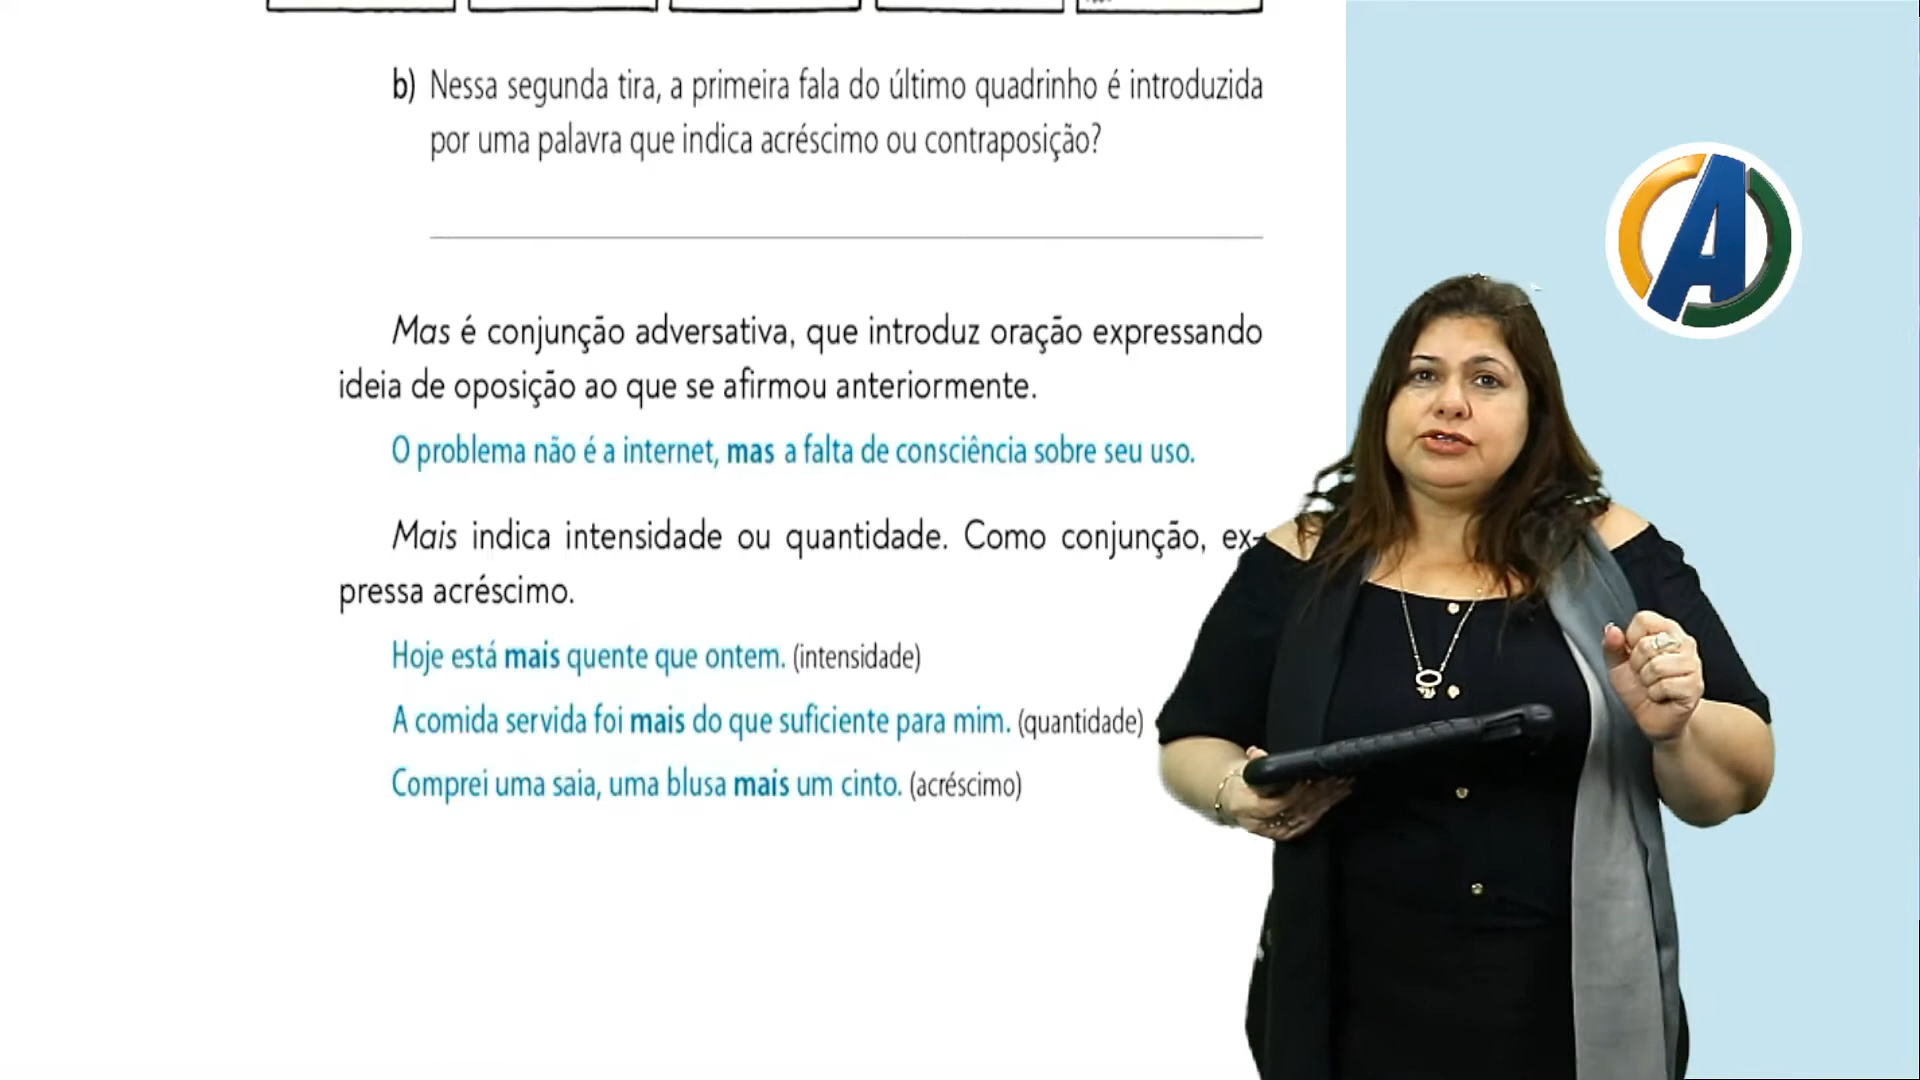 b) Nessa segunda tira, a primeira fala do último quadrinho é introduzida
por uma palavra que indica acréscimo ou contraposição?
Mas é conjunção adversativa, que introduz oração expressando
ideia de oposição ao que se afirmou anteriormente.
O problema não é a internet, mas a falta de consciência sobre seu uso.
Mais indica intensidade ou quantidade. Como conjunção, ex-
pressa acréscimo.
Hoje está mais quente que ontem. (intensidade)
A comida servida foi mais do que suficiente para mim. (quantidade)
Comprei uma saia, uma blusa mais um cinto. (acréscimo)
A